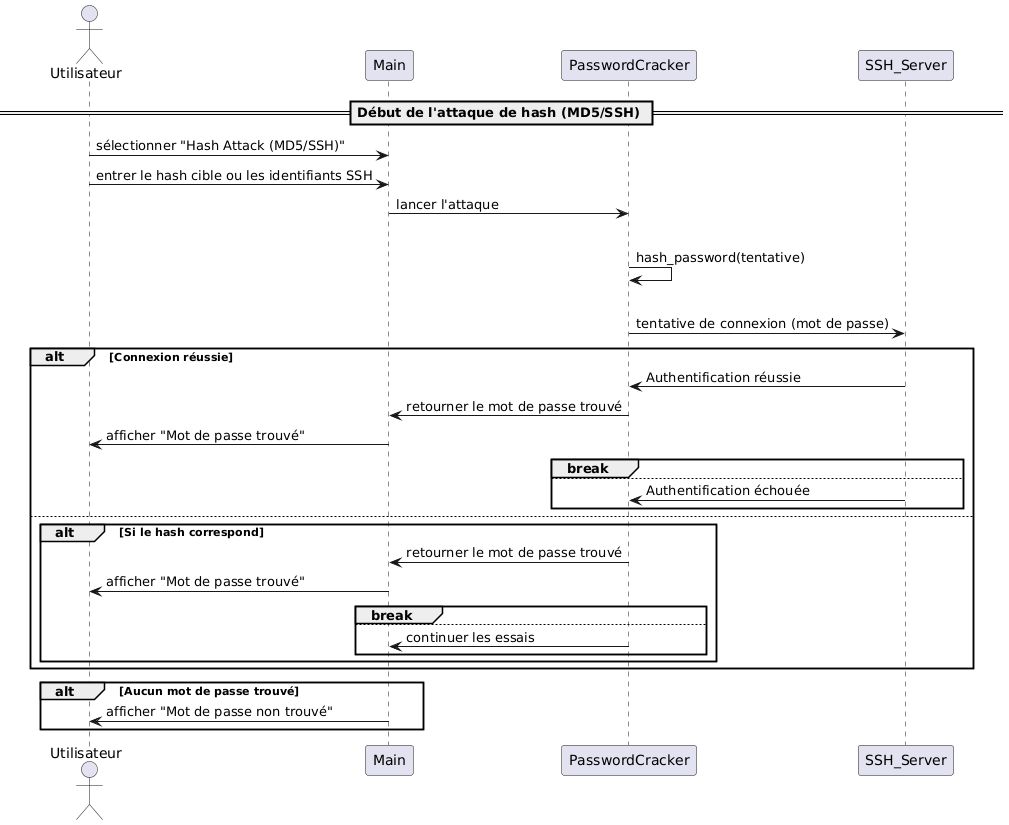 Utilisateur
Main
PasswordCracker
SSH_Server
Début de l'attaque de hash (MD5/SSH)
sélectionner "Hash Attack (MD5/SSH)"
entrer le hash cible ou les identifiants SSH
lancer l'attaque
hash_password(tentative)
tentative de connexion (mot de passe)
alt [Connexion réussie]
Authentification réussie
retourner le mot de passe trouvé
afficher "Mot de passe trouvé"
break
Authentification échouée
alt [Si le hash correspond]
retourner le mot de passe trouvé
afficher "Mot de passe trouvé"
break
continuer les essais
alt [Aucun mot de passe trouvé]
afficher "Mot de passe non trouvé"
Utilisateur
Main
PasswordCracker
SSH_Server